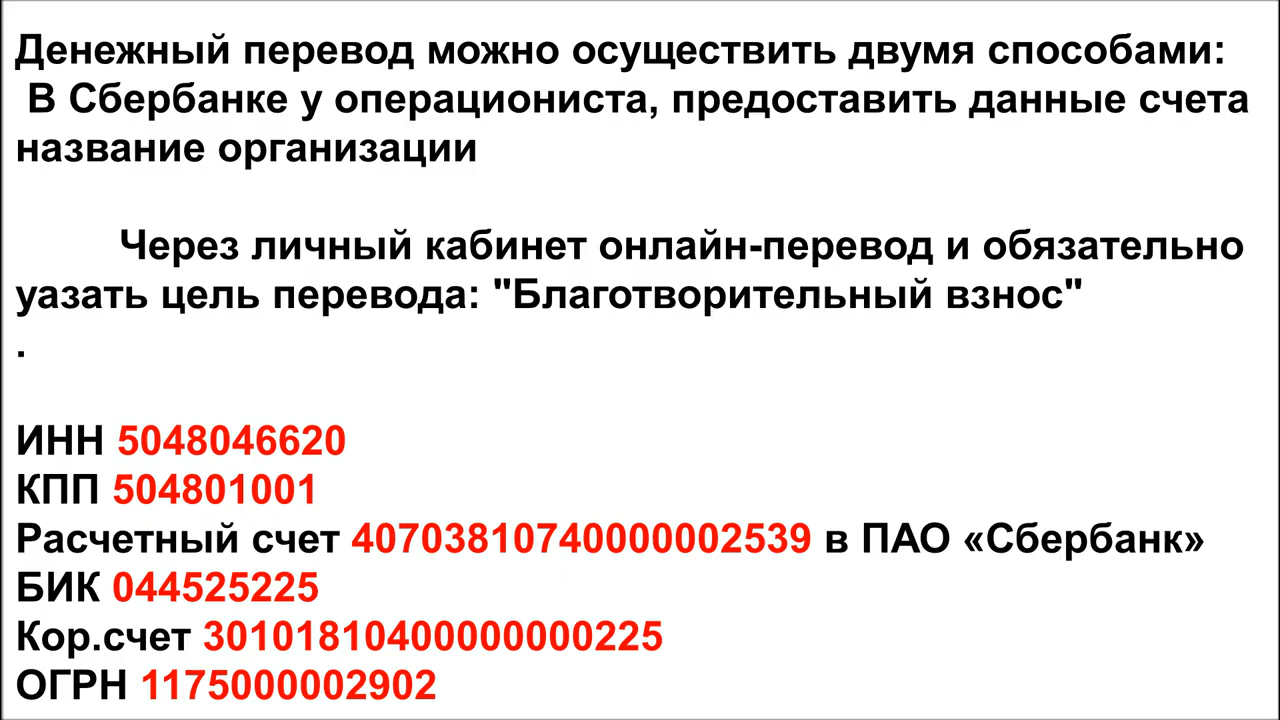 Денежный перевод можно осуществить двумя способами:
В Сбербанке у операциониста, предоставить данные счета
название организации
Через личный кабинет онлайн-перевод и обязательно
уазать цель перевода: "Благотворительный взнос"
.
ИНН 5048046620
КПП 504801001
Расчетный счет 40703810740000002539 в ПАО «Сбербанк»
БИК 044525225
Кор.счет 30101810400000000225
ОГРН 1175000002902